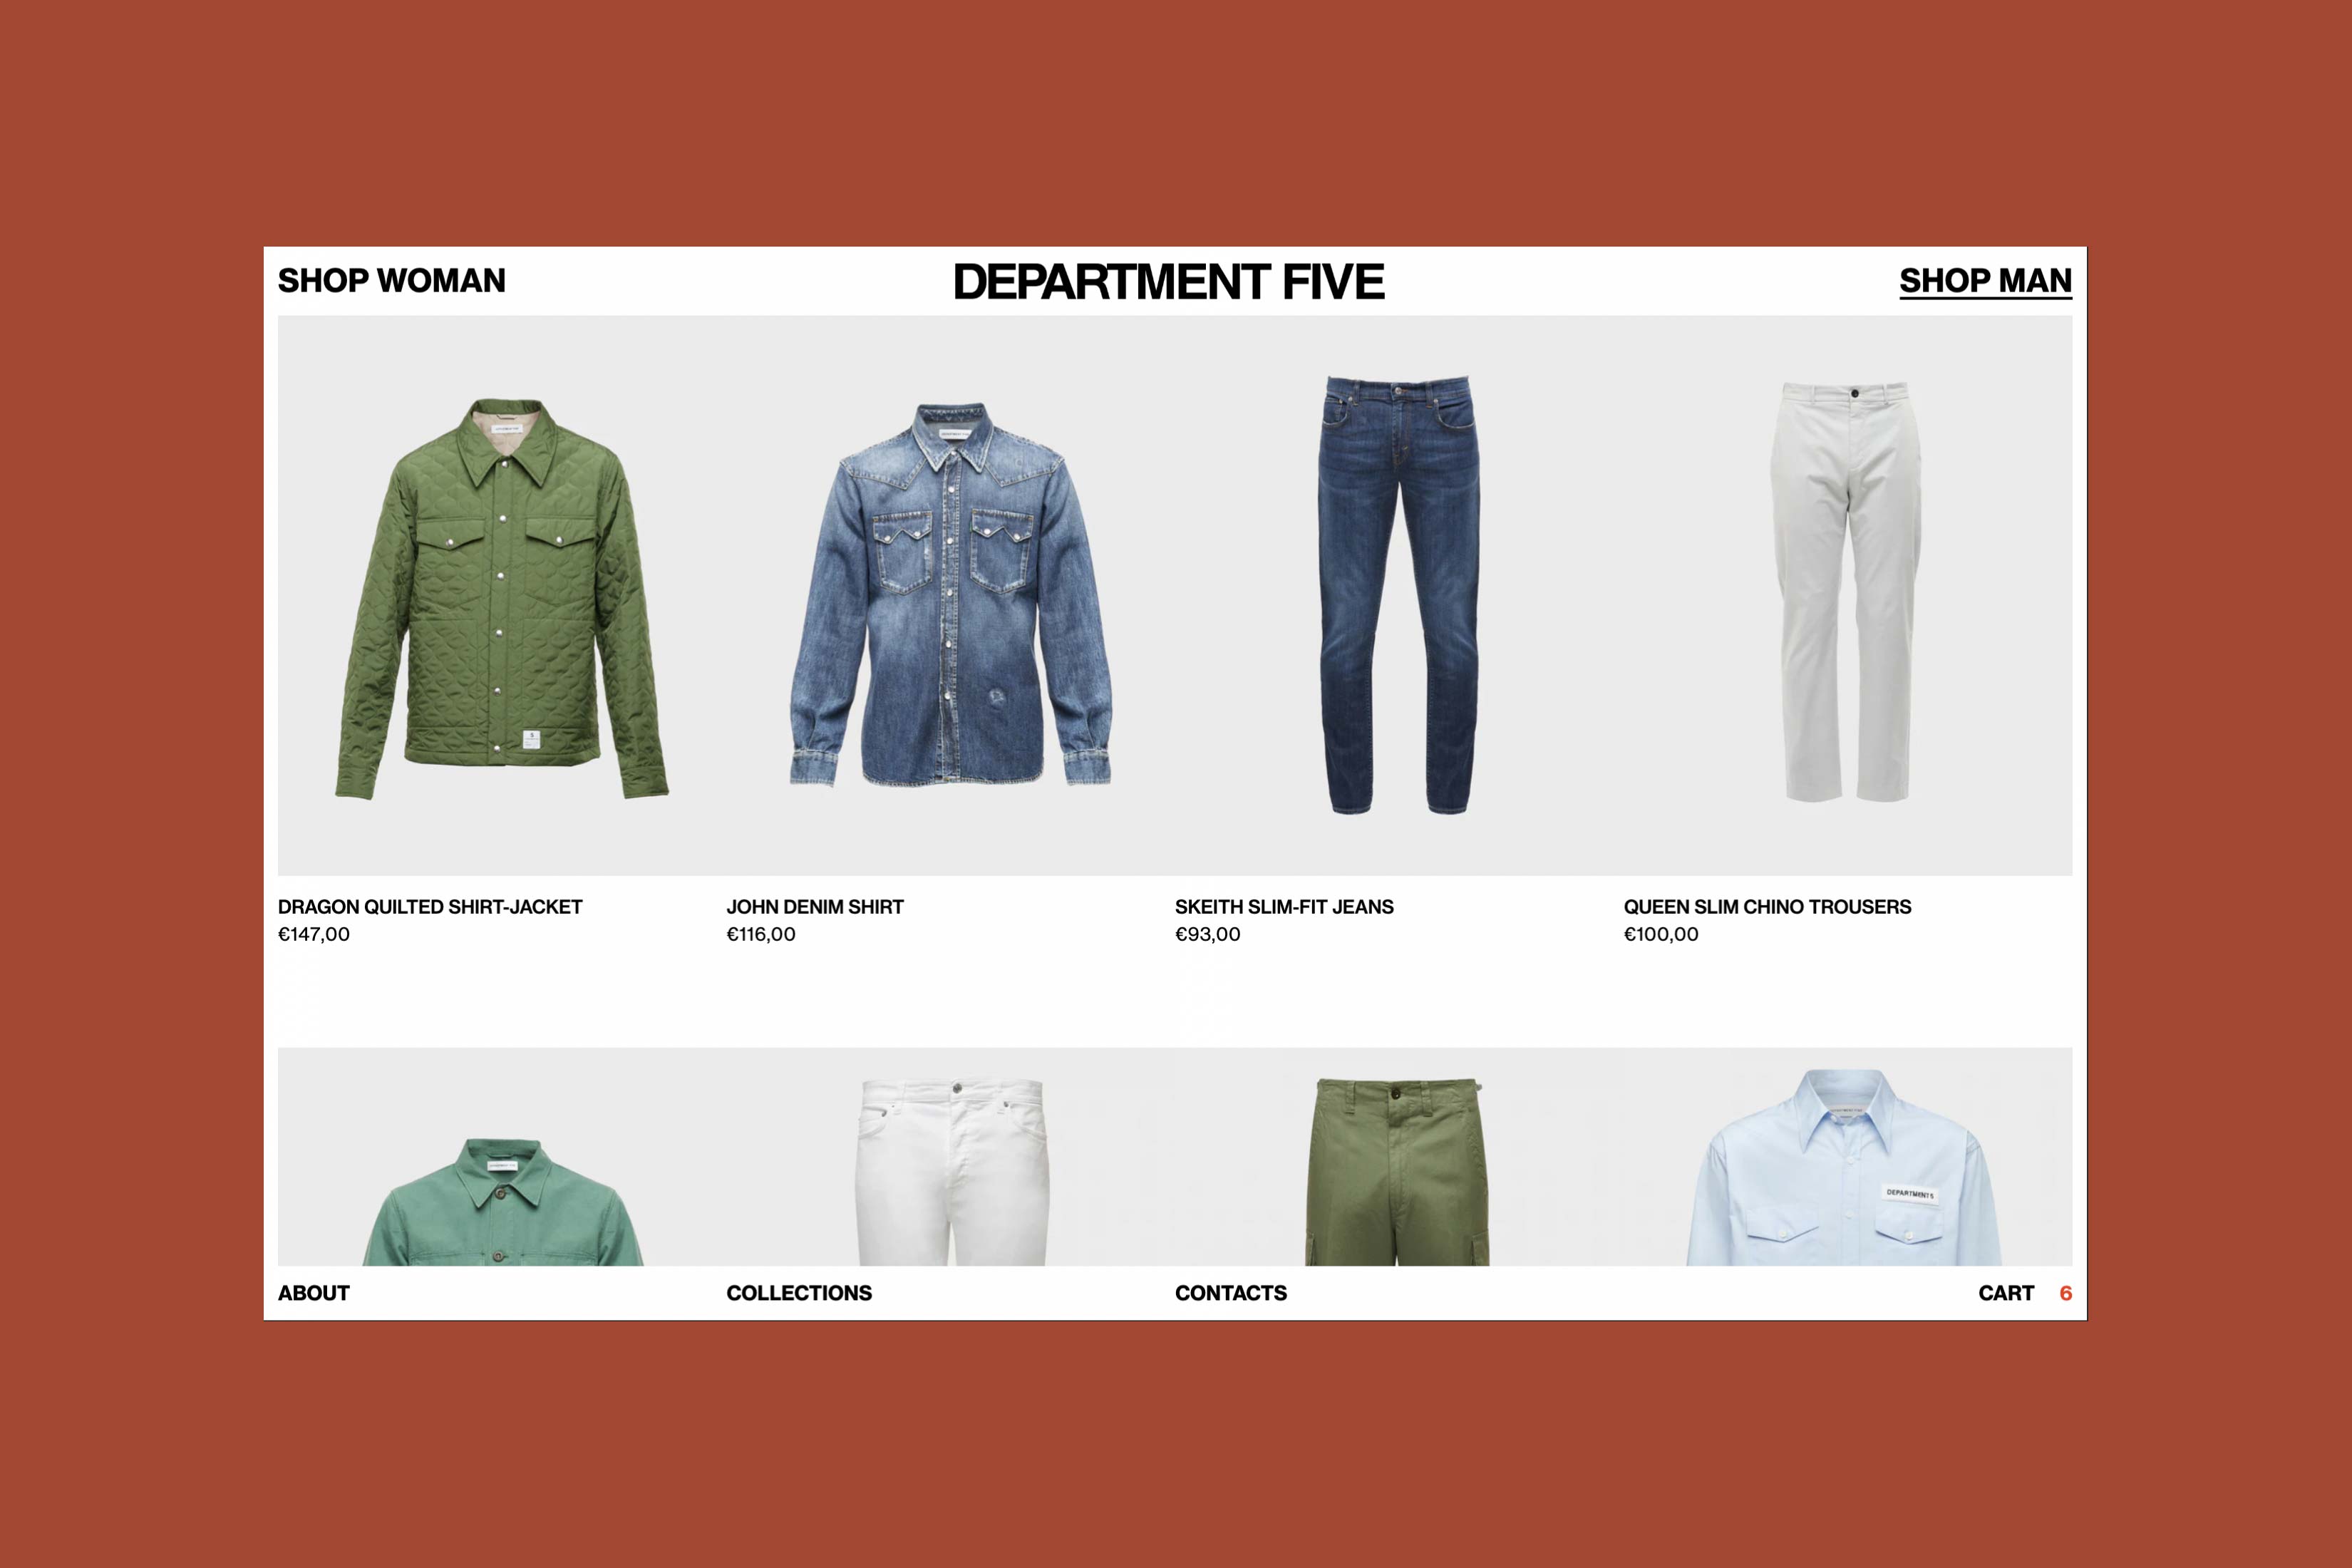 SHOP WOMAN
DEPARTMENT FIVE
SHOP MAN
DRAGON QUILTED SHIRT-JACKET
€147,00
JOHN DENIM SHIRT
€116,00
SKEITH SLIM-FIT JEANS
€93,00
QUEEN SLIM CHINO TROUSERS
€100,00
DEPARTMENT 5
ABOUT
COLLECTIONS
CONTACTS
CART 6